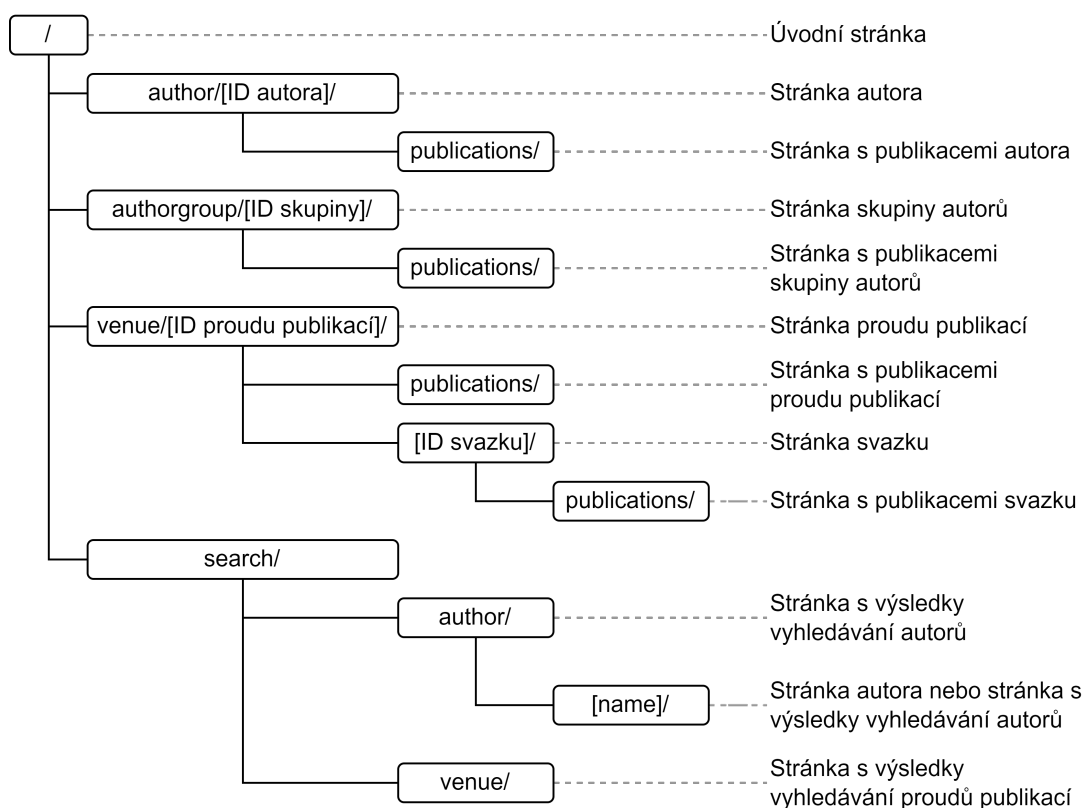 /
Úvodní stránka
author/[ID autora]/
Stránka autora
publications/
Stránka s publikacemi autora
authorgroup/[ID skupiny]/
Stránka skupiny autorů
publications/
Stránka s publikacemi
skupiny autorů
venue/[ID proudu publikací]/
Stránka proudu publikací
publications/
Stránka s publikacemi
proudu publikací
[ID svazku]/
Stránka svazku
publications/
Stránka s publikacemi svazku
search/
author/
Stránka s výsledky
vyhledávání autorů
[name]/
Stránka autora nebo stránka s
výsledky vyhledávání autorů
venue/
Stránka s výsledky
vyhledávání proudů publikací